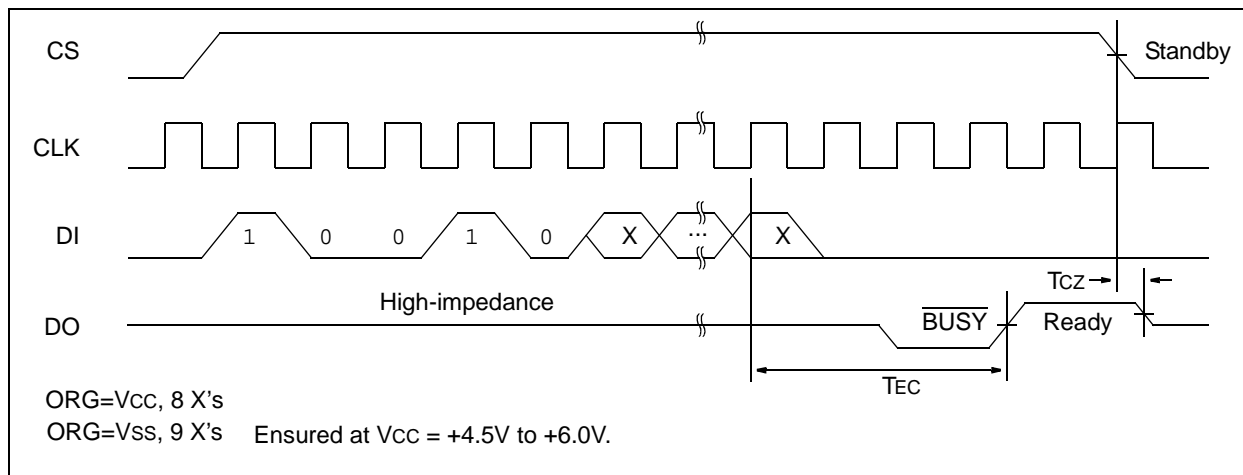 CS
Standby
CLK
DI
1 0 0 1 0 X ... X
TCZ
High-impedance
DO
BUSY
Ready
TEC
ORG=VCC, 8 X's
ORG=VSS, 9 X's Ensured at VCC = +4.5V to +6.0V.